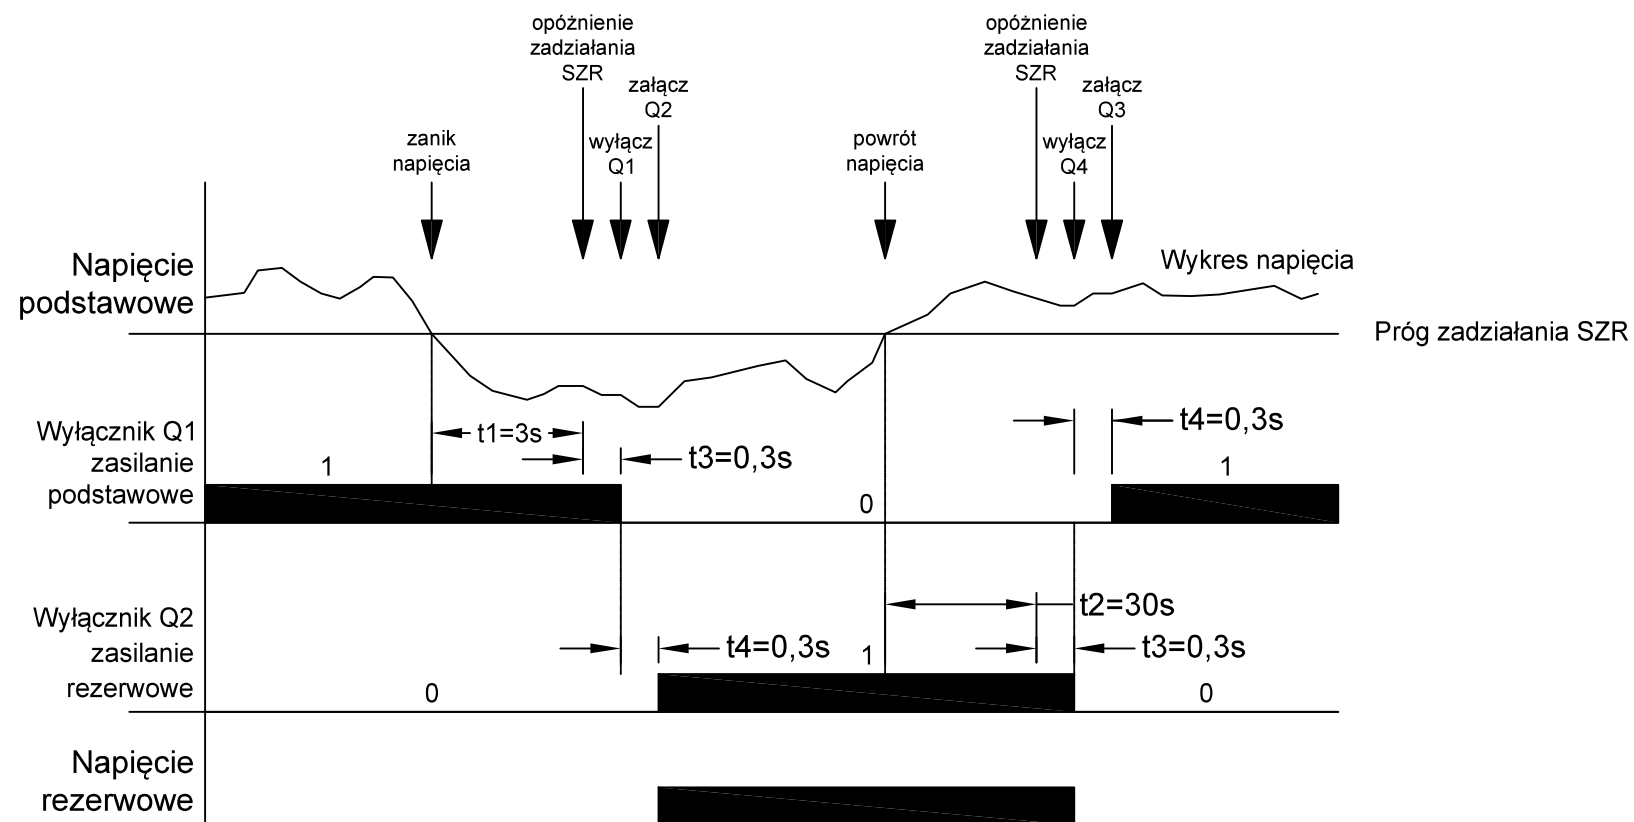 opóżnienie
zadziałania
SZR
załącz
Q2
zanik
napięcia
wyłącz
Q1
powrót
napięcia
opóżnienie
zadziałania
SZR
załącz
Q3
wyłącz
Q4
Napięcie
podstawowe
Wykres napięcia
Próg zadziałania SZR
Wyłącznik Q1
zasilanie
podstawowe
1
t1=3s
t3=0,3s
0
t4=0,3s
1
Wyłącznik Q2
zasilanie
rezerwowe
0
t4=0,3s
1
t2=30s
t3=0,3s
0
Napięcie
rezerwowe